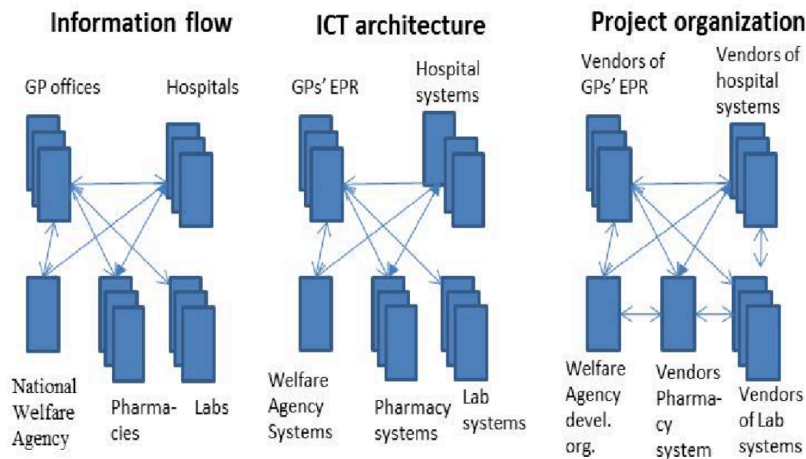 Information flow
GP offices
Hospitals
National
Welfare
Agency
Pharma-
cies
Labs
ICT architecture
GPs' EPR
Hospital
systems
Welfare
Agency
Systems
Pharmacy
systems
Lab
systems
Project organization
Vendors of
GPs' EPR
Vendors of
hospital
systems
Welfare
Agency
devel.
org.
Vendors
Pharma-
cy
system
Vendors
of Lab
systems